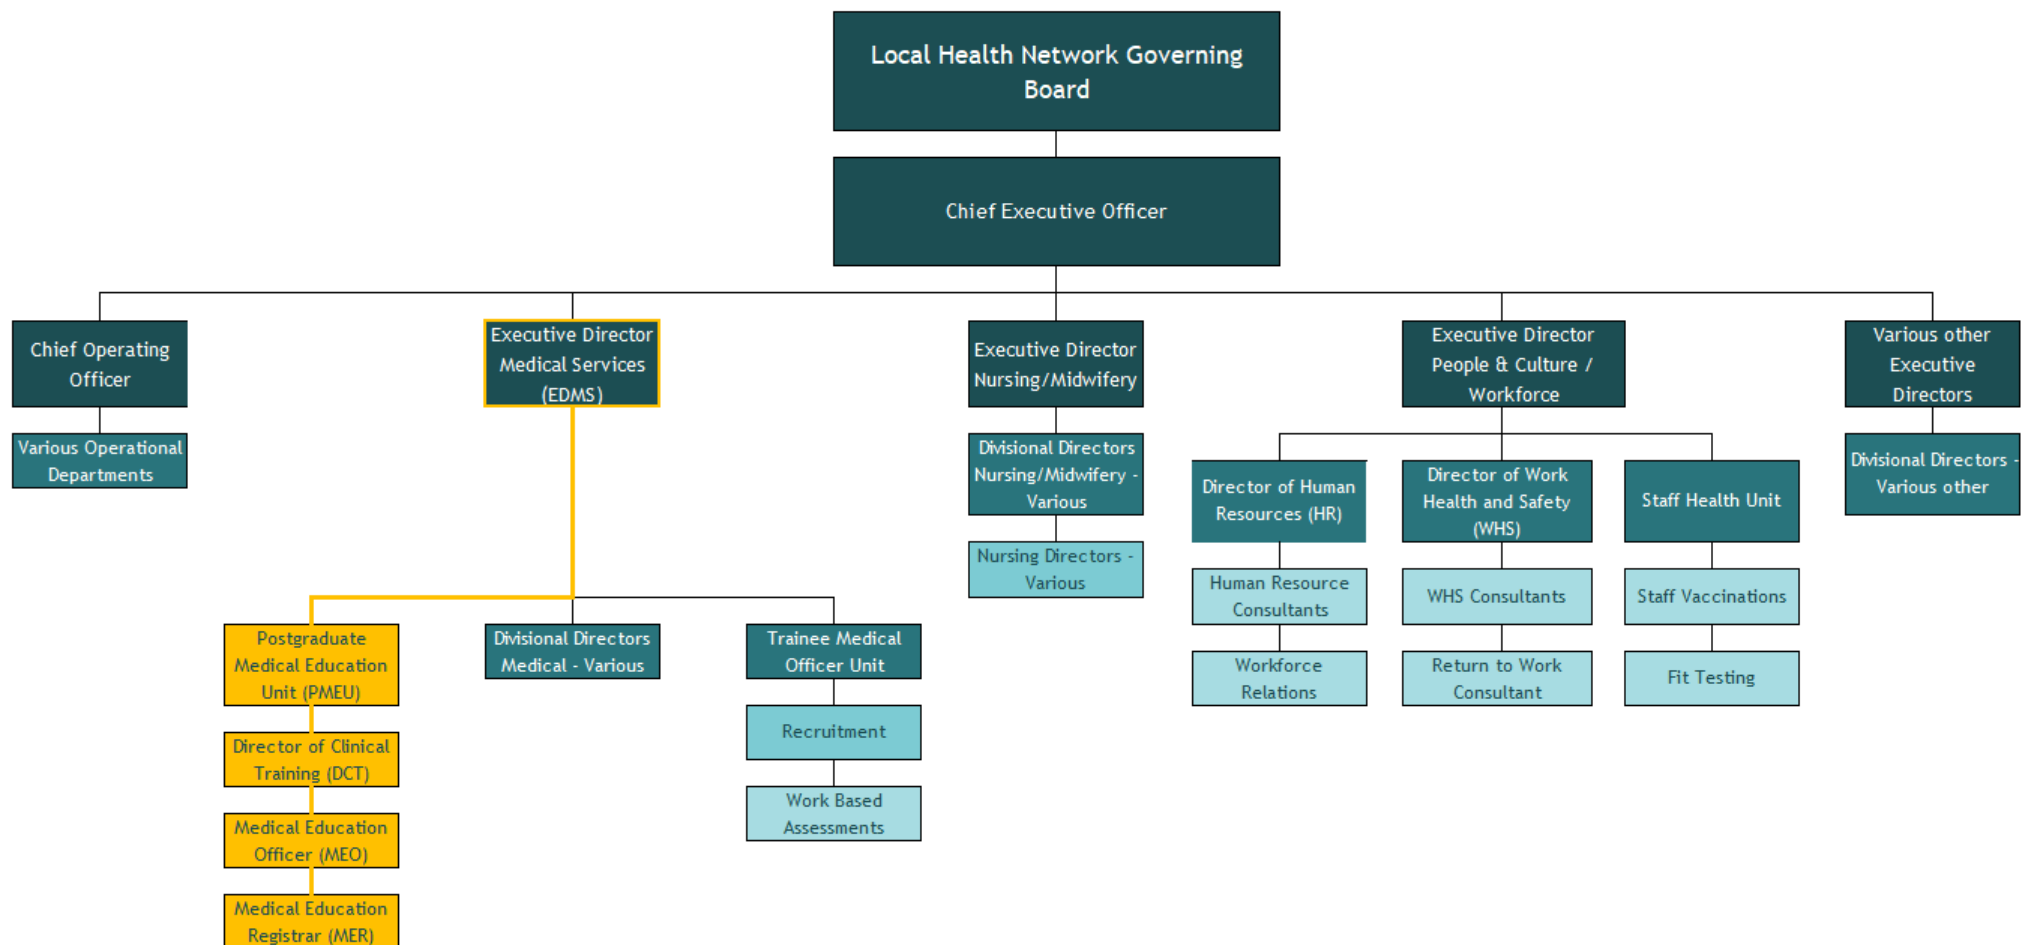 Local Health Network Governing
Board
Chief Executive Officer
Chief Operating
Officer
Various Operational
Departments
Executive Director
Medical Services
(EDMS)
Postgraduate
Medical Education
Unit (PMEU)
Director of Clinical
Training (DCT)
Medical Education
Officer (MEO)
Medical Education
Registrar (MER)
Divisional Directors
Medical - Various
Trainee Medical
Officer Unit
Recruitment
Work Based
Assessments
Executive Director
Nursing/Midwifery
Divisional Directors
Nursing/Midwifery -
Various
Nursing Directors -
Various
Executive Director
People & Culture /
Workforce
Director of Human
Resources (HR)
Human Resource
Consultants
Workforce
Relations
Director of Work
Health and Safety
(WHS)
WHS Consultants
Return to Work
Consultant
Staff Health Unit
Staff Vaccinations
Fit Testing
Various other
Executive
Directors
Divisional Directors -
Various other